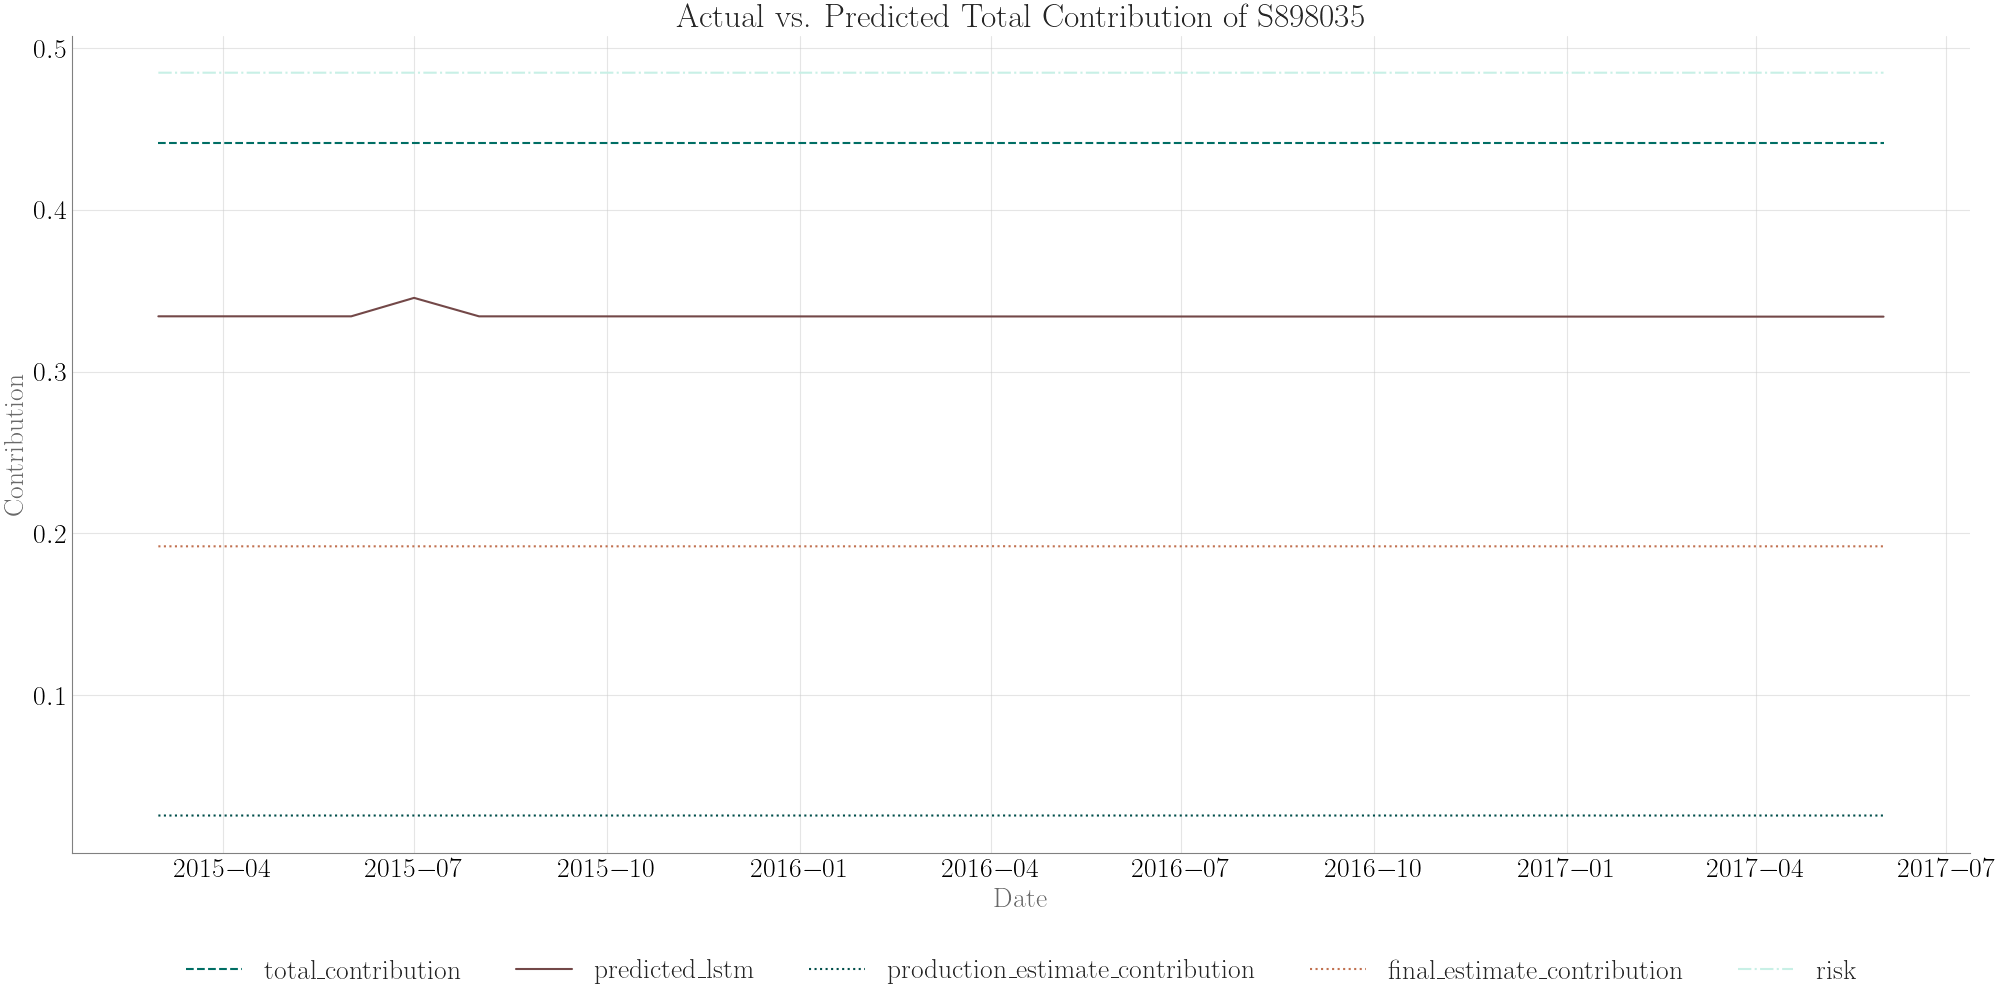 Actual vs. Predicted Total Contribution of S898035
0.5
0.4
0.3
0.2
0.1
Contribution
2015–04 2015–07 2015–10 2016–01 2016–04 2016–07 2016–10 2017–01 2017–04 2017–07
Date
total_contribution predicted_lstm production_estimate_contribution final_estimate_contribution risk